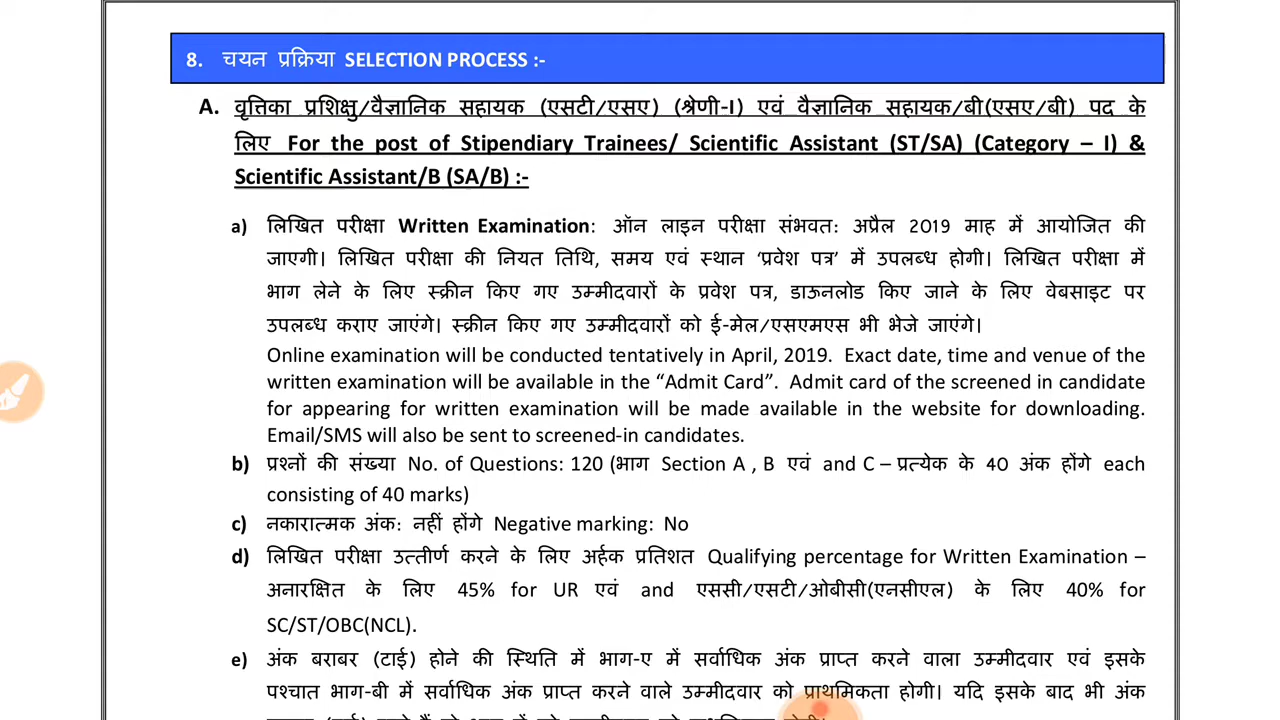 8. चयन प्रक्रिया SELECTION PROCESS :-
A. वृत्तिका प्रशिक्षु/वैज्ञानिक सहायक (एसटी/एसए) (श्रेणी-I) एवं वैज्ञानिक सहायक/बी(एसए/बी) पद के
लिए For the post of Stipendiary Trainees/ Scientific Assistant (ST/SA) (Category – I) &
Scientific Assistant/B (SA/B) :-
a) लिखित परीक्षा Written Examination: ऑन लाइन परीक्षा संभवतः अप्रैल 2019 माह में आयोजित की
जाएगी। लिखित परीक्षा की नियत तिथि, समय एवं स्थान ‘प्रवेश पत्र’ में उपलब्ध होगी। लिखित परीक्षा में
भाग लेने के लिए स्क्रीन किए गए उम्मीदवारों के प्रवेश पत्र, डाऊनलोड किए जाने के लिए वेबसाइट पर
उपलब्ध कराए जाएंगे। स्क्रीन किए गए उम्मीदवारों को ई-मेल/एसएमएस भी भेजे जाएंगे।
Online examination will be conducted tentatively in April, 2019. Exact date, time and venue of the
written examination will be available in the “Admit Card”. Admit card of the screened in candidate
for appearing for written examination will be made available in the website for downloading.
Email/SMS will also be sent to screened-in candidates.
b) प्रश्नों की संख्या No. of Questions: 120 (भाग Section A , B एवं and C – प्रत्येक के 40 अंक होंगे each
consisting of 40 marks)
c) नकारात्मक अंक: नहीं होंगे Negative marking: No
d) लिखित परीक्षा उत्तीर्ण करने के लिए अर्हक प्रतिशत Qualifying percentage for Written Examination –
अनारक्षित के लिए 45% for UR एवं and एससी/एसटी/ओबीसी(एनसीएल) के लिए 40% for
SC/ST/OBC(NCL).
e) अंक बराबर (टाई) होने की स्थिति में भाग-ए में सर्वाधिक अंक प्राप्त करने वाला उम्मीदवार एवं इसके
पश्चात भाग-बी में सर्वाधिक अंक प्राप्त करने वाले उम्मीदवार को प्राथमिकता होगी। यदि इसके बाद भी अंक